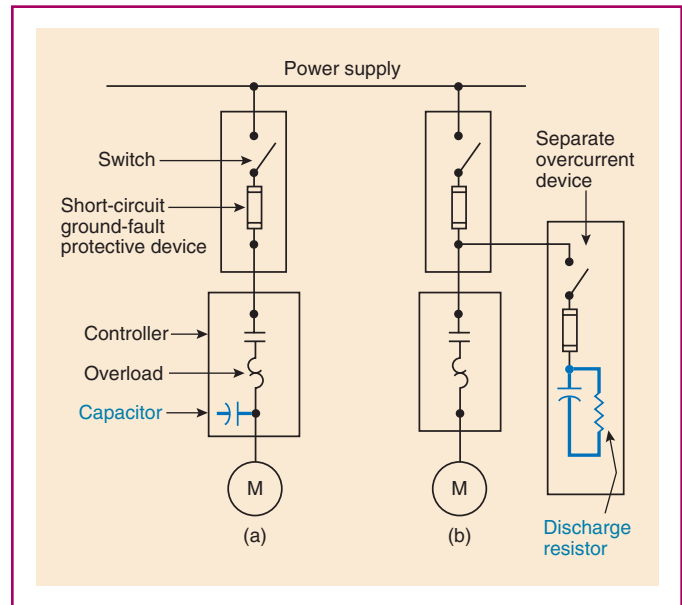 Power supply
Switch
Short-circuit
ground-fault
protective device
Controller
Overload
Capacitor
M
(a)
M
(b)
Separate
overcurrent
device
Discharge
resistor